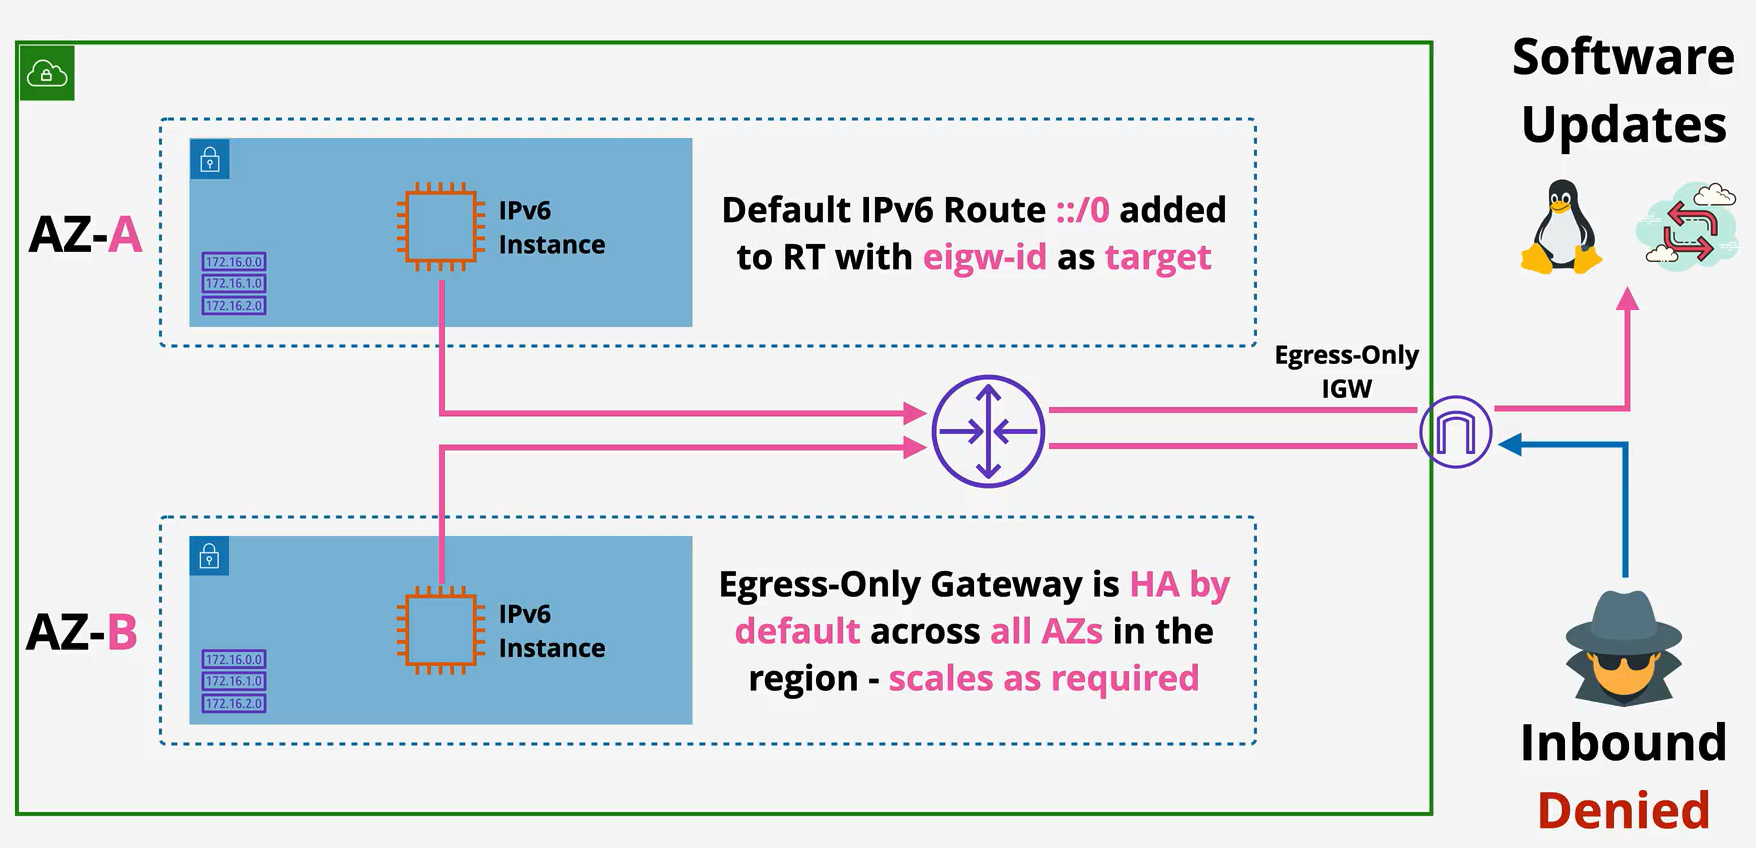 Software
Updates
AZ-A
IPv6
Instance
172.16.0.0
172.16.1.0
172.16.2.0
Default IPv6 Route ::/0 added
to RT with eigw-id as target
Egress-Only
IGW
AZ-B
IPv6
Instance
172.16.0.0
172.16.1.0
172.16.2.0
Egress-Only Gateway is HA by
default across all AZs in the
region - scales as required
Inbound
Denied